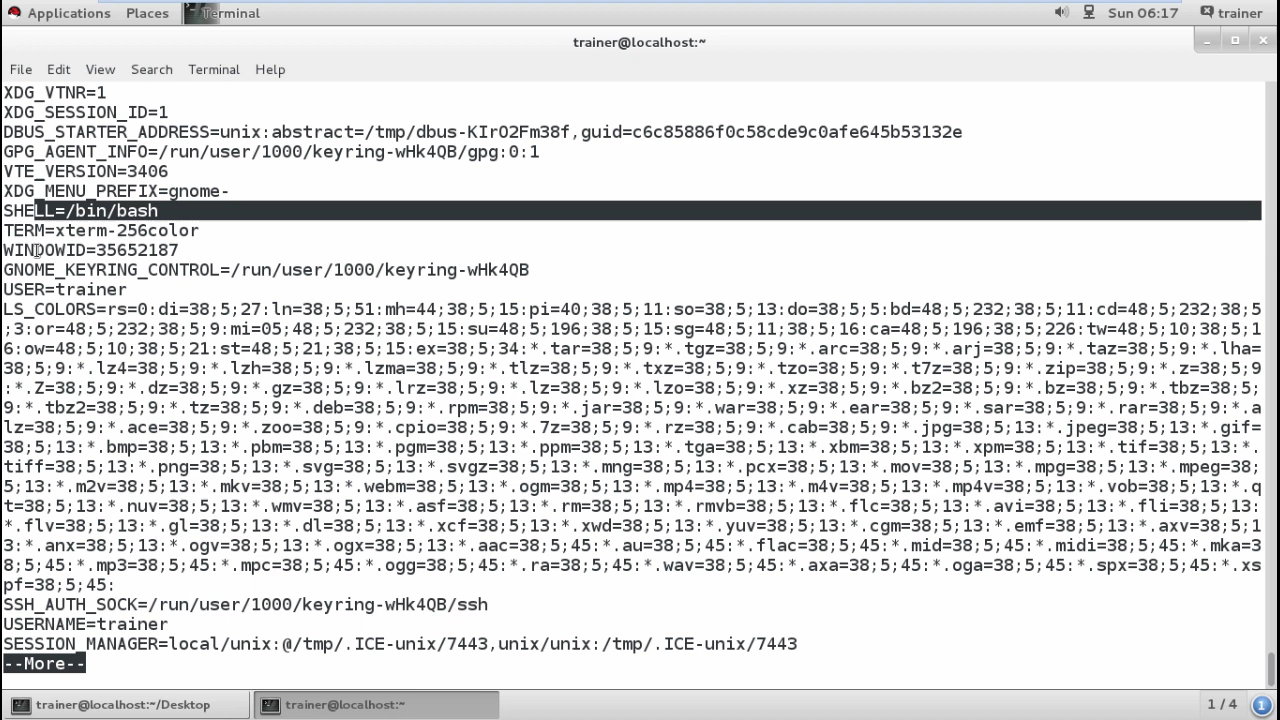 Applications Places Terminal Sun 06:17 trainer
trainer@localhost:~
File Edit View Search Terminal Help
XDG_VTNR=1
XDG_SESSION_ID=1
DBUS_STARTER_ADDRESS=unix:abstract=/tmp/dbus-KIrO2Fm38f,guid=c6c85886f0c58cde9c0afe645b53132e
GPG_AGENT_INFO=/run/user/1000/keyring-wHk4QB/gpg:0:1
VTE_VERSION=3406
XDG_MENU_PREFIX=gnome-
SHELL=/bin/bash
TERM=xterm-256color
WINDOWID=35652187
GNOME_KEYRING_CONTROL=/run/user/1000/keyring-wHk4QB
USER=trainer
LS_COLORS=rs=0:di=38;5;27:ln=38;5;51:mh=44;38;5;15:pi=40;38;5;11:so=38;5;13:do=38;5;5:bd=48;5;232;38;5;11:cd=48;5;232;38;5
;3:or=48;5;232;38;5;9:mi=05;48;5;232;38;5;15:su=48;5;196;38;5;15:sg=48;5;11;38;5;16:ca=48;5;196;38;5;226:tw=48;5;10;38;5;1
6:ow=48;5;10;38;5;21:st=48;5;21;38;5;15:ex=38;5;34:*.tar=38;5;9:*.tgz=38;5;9:*.arc=38;5;9:*.arj=38;5;9:*.taz=38;5;9:*.lha=
38;5;9:*.lz4=38;5;9:*.lzh=38;5;9:*.lzma=38;5;9:*.tlz=38;5;9:*.txz=38;5;9:*.tzo=38;5;9:*.t7z=38;5;9:*.zip=38;5;9:*.z=38;5;9
:*.Z=38;5;9:*.dz=38;5;9:*.gz=38;5;9:*.lrz=38;5;9:*.lz=38;5;9:*.lzo=38;5;9:*.xz=38;5;9:*.bz2=38;5;9:*.bz=38;5;9:*.tbz=38;5;
9:*.tbz2=38;5;9:*.tz=38;5;9:*.deb=38;5;9:*.rpm=38;5;9:*.jar=38;5;9:*.war=38;5;9:*.ear=38;5;9:*.sar=38;5;9:*.rar=38;5;9:*.a
lz=38;5;9:*.ace=38;5;9:*.zoo=38;5;9:*.cpio=38;5;9:*.7z=38;5;9:*.rz=38;5;9:*.cab=38;5;9:*.jpg=38;5;13:*.jpeg=38;5;13:*.gif=
38;5;13:*.bmp=38;5;13:*.pbm=38;5;13:*.pgm=38;5;13:*.ppm=38;5;13:*.tga=38;5;13:*.xbm=38;5;13:*.xpm=38;5;13:*.tif=38;5;13:*.
tiff=38;5;13:*.png=38;5;13:*.svg=38;5;13:*.svgz=38;5;13:*.mng=38;5;13:*.pcx=38;5;13:*.mov=38;5;13:*.mpg=38;5;13:*.mpeg=38;
5;13:*.m2v=38;5;13:*.mkv=38;5;13:*.webm=38;5;13:*.ogm=38;5;13:*.mp4=38;5;13:*.m4v=38;5;13:*.mp4v=38;5;13:*.vob=38;5;13:*.q
t=38;5;13:*.nuv=38;5;13:*.wmv=38;5;13:*.asf=38;5;13:*.rm=38;5;13:*.rmvb=38;5;13:*.flc=38;5;13:*.avi=38;5;13:*.fli=38;5;13:
*.flv=38;5;13:*.gl=38;5;13:*.dl=38;5;13:*.xcf=38;5;13:*.xwd=38;5;13:*.yuv=38;5;13:*.cgm=38;5;13:*.emf=38;5;13:*.axv=38;5;1
3:*.anx=38;5;13:*.ogv=38;5;13:*.ogx=38;5;13:*.aac=38;5;45:*.au=38;5;45:*.flac=38;5;45:*.mid=38;5;45:*.midi=38;5;45:*.mka=3
8;5;45:*.mp3=38;5;45:*.mpc=38;5;45:*.ogg=38;5;45:*.ra=38;5;45:*.wav=38;5;45:*.axa=38;5;45:*.oga=38;5;45:*.spx=38;5;45:*.xs
pf=38;5;45:
SSH_AUTH_SOCK=/run/user/1000/keyring-wHk4QB/ssh
USERNAME=trainer
SESSION_MANAGER=local/unix:@/tmp/.ICE-unix/7443,unix/unix:/tmp/.ICE-unix/7443
--More--
trainer@localhost:~/Desktop trainer@localhost:~ 1 / 4 1